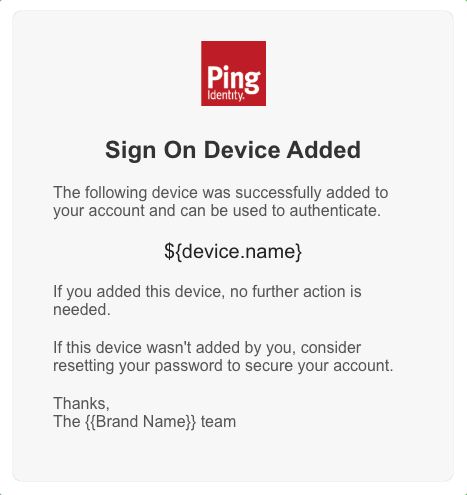 Ping
Identity.
Sign On Device Added
The following device was successfully added to
your account and can be used to authenticate.
${device.name}
If you added this device, no further action is
needed.
If this device wasn't added by you, consider
resetting your password to secure your account.
Thanks,
The {{Brand Name}} team